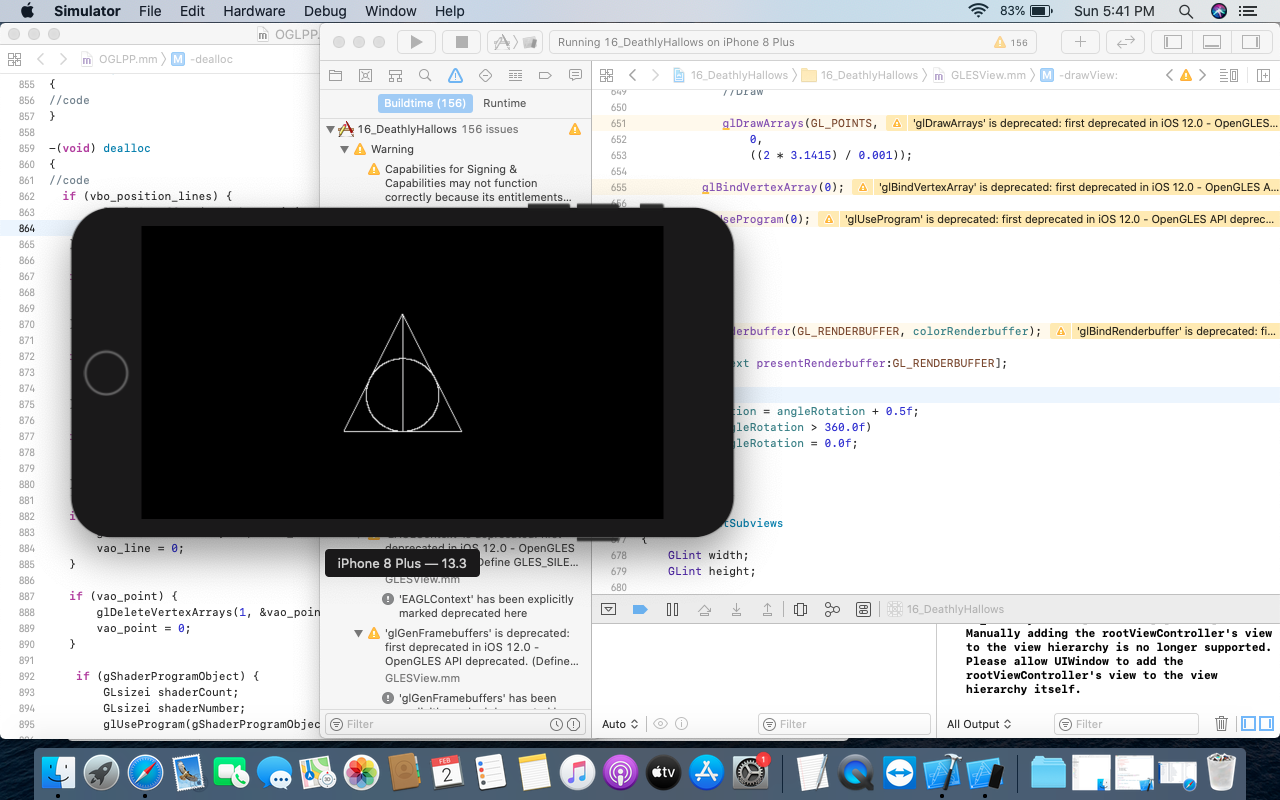 Simulator File Edit Hardware Debug Window Help 83% Sun 5:41 PM
OGLPP.m
Running 16_DeathlyHallows on iPhone 8 Plus 156
OGLPP.mm -dealloc
16_DeathlyHallows 16_DeathlyHallows GLESView.mm -drawView:
Buildtime (156) Runtime
16_DeathlyHallows 156 issues
Warning
Capabilities for Signing &
Capabilities may not function
correctly because its entitlements...
855 {
856 //code
857 }
858
859 -(void) dealloc
860 {
861 //code
862 if (vbo_position_lines) {
863
864
865
866
867
868
869
870
871
872
873
874
875
876
877
878
879
880
881
882
883
884 vao_line = 0;
885 }
886
887 if (vao_point) {
888 glDeleteVertexArrays(1, &vao_poin
889 vao_point = 0;
890 }
891
892 if (gShaderProgramObject) {
893 GLsizei shaderCount;
894 GLsizei shaderNumber;
895 glUseProgram(gShaderProgramObjec
649 //Draw
650
651 glDrawArrays(GL_POINTS, 'glDrawArrays' is deprecated: first deprecated in iOS 12.0 - OpenGLES...
652 0,
653 ((2 * 3.1415) / 0.001));
654
655 glBindVertexArray(0); 'glBindVertexArray' is deprecated: first deprecated in iOS 12.0 - OpenGLES A...
656
seProgram(0); 'glUseProgram' is deprecated: first deprecated in iOS 12.0 - OpenGLES API deprec...
derbuffer(GL_RENDERBUFFER, colorRenderbuffer); 'glBindRenderbuffer' is deprecated: fi...
ext presentRenderbuffer:GL_RENDERBUFFER];
tion = angleRotation + 0.5f;
gleRotation > 360.0f)
gleRotation = 0.0f;
tSubviews
677 {
678 GLint width;
679 GLint height;
680
iPhone 8 Plus — 13.3
deprecated in iOS 12.0 - OpenGLES
Define GLES_SILE...
GLESView.mm
'EAGLContext' has been explicitly
marked deprecated here
'glGenFramebuffers' is deprecated:
first deprecated in iOS 12.0 -
OpenGLES API deprecated. (Define...
GLESView.mm
'glGenFramebuffers' has been
Filter
16_DeathlyHallows
Manually adding the rootViewController's view
to the view hierarchy is no longer supported.
Please allow UIWindow to add the
rootViewController's view to the view
hierarchy itself.
Auto Filter All Output Filter
FEB
2
tv
1